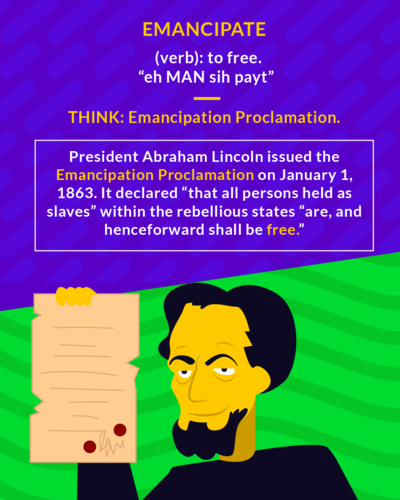 EMANCIPATE
(verb): to free.
“eh MAN sih payt”
THINK: Emancipation Proclamation.
President Abraham Lincoln issued the
Emancipation Proclamation on January 1,
1863. It declared “that all persons held as
slaves” within the rebellious states “are, and
henceforward shall be free.”